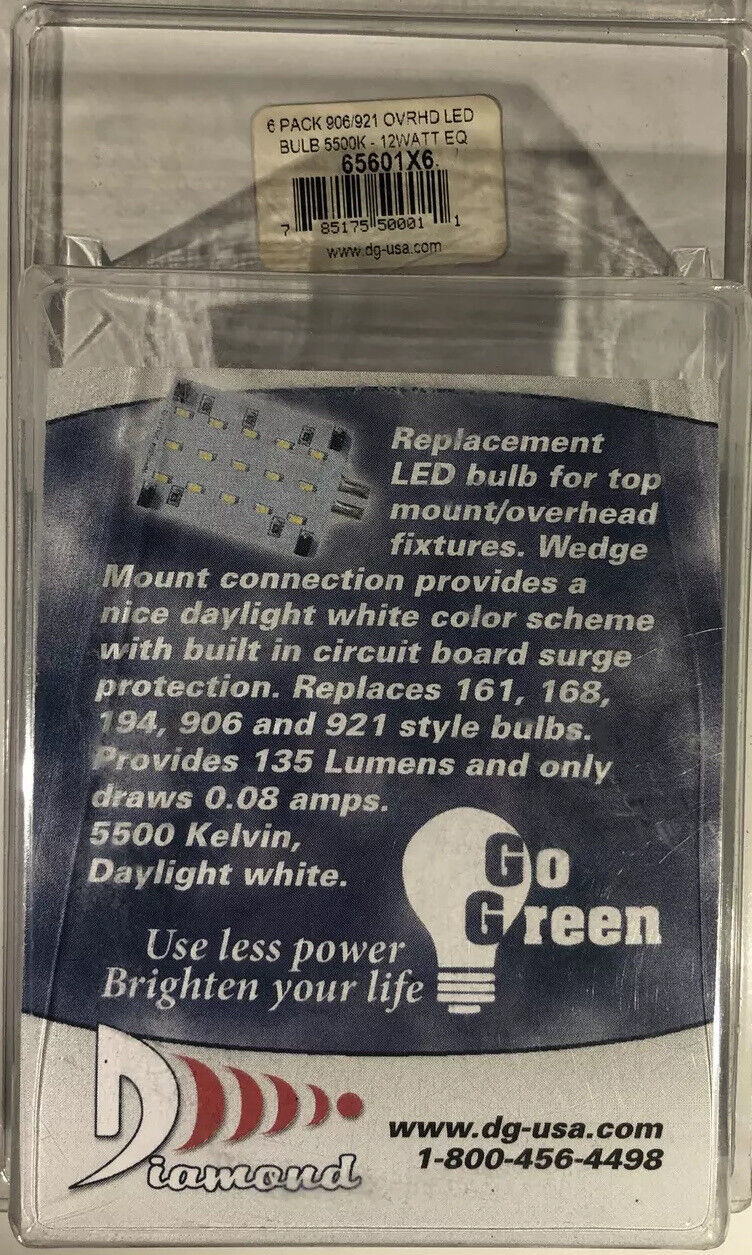 6 PACK 906/921 OVRHD LED
BULB 5500K - 12WATT EQ
65601X6
7 85175 50001 1
www.dg-usa.com
Replacement
LED bulb for top
mount/overhead
fixtures. Wedge
Mount connection provides a
nice daylight white color scheme
with built in circuit board surge
protection. Replaces 161, 168,
194, 906 and 921 style bulbs.
Provides 135 Lumens and only
draws 0.08 amps.
5500 Kelvin,
Daylight white.
Go
Green
Use less power
Brighten your life
Diamond
www.dg-usa.com
1-800-456-4498